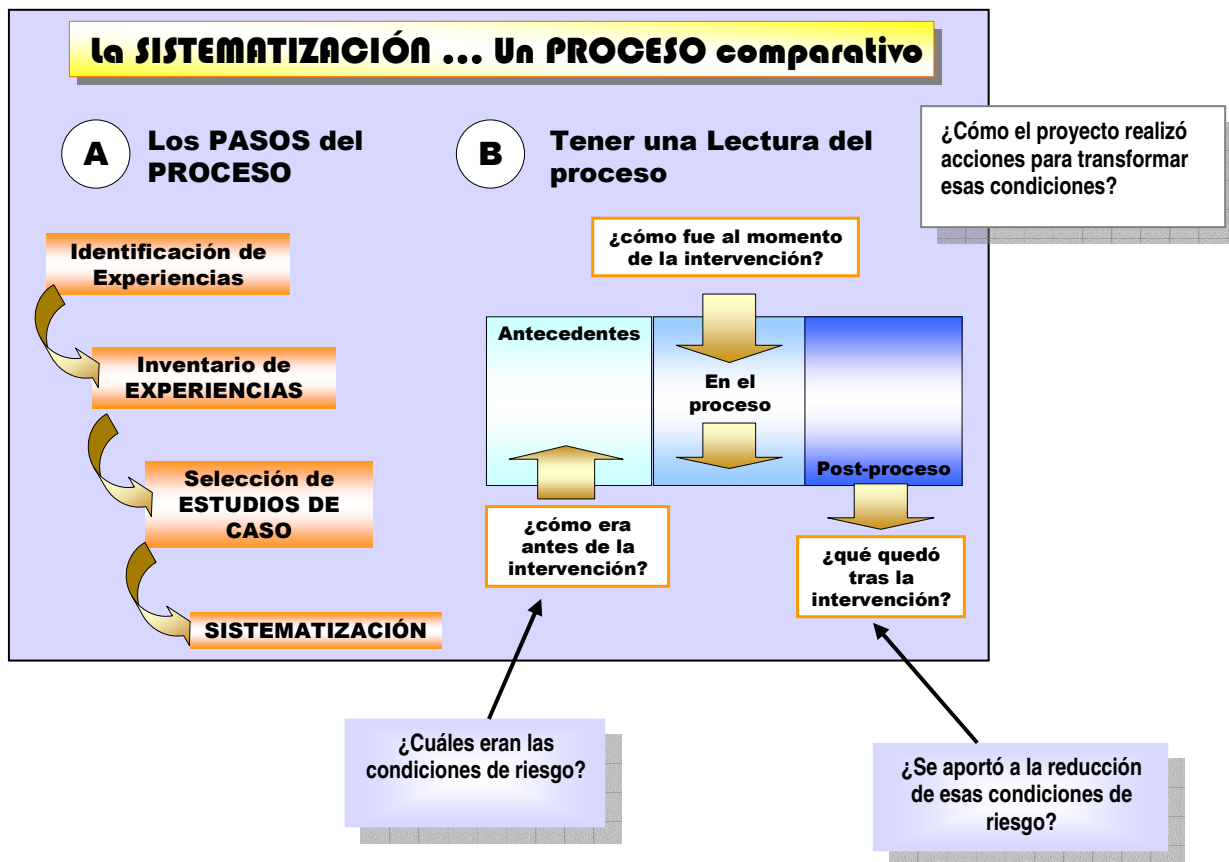 La SISTEMATIZACIÓN ... Un PROCESO comparativo
A
Los PASOS del
PROCESO
Identificación de
Experiencias
Inventario de
EXPERIENCIAS
Selección de
ESTUDIOS DE
CASO
SISTEMATIZACIÓN
B
Tener una Lectura del
proceso
¿Cómo el proyecto realizó
acciones para transformar
esas condiciones?
¿cómo fue al momento
de la intervención?
Antecedentes
En el
proceso
Post-proceso
¿cómo era
antes de la
intervención?
¿qué quedó
tras la
intervención?
¿Cuáles eran las
condiciones de riesgo?
¿Se aportó a la reducción
de esas condiciones de
riesgo?